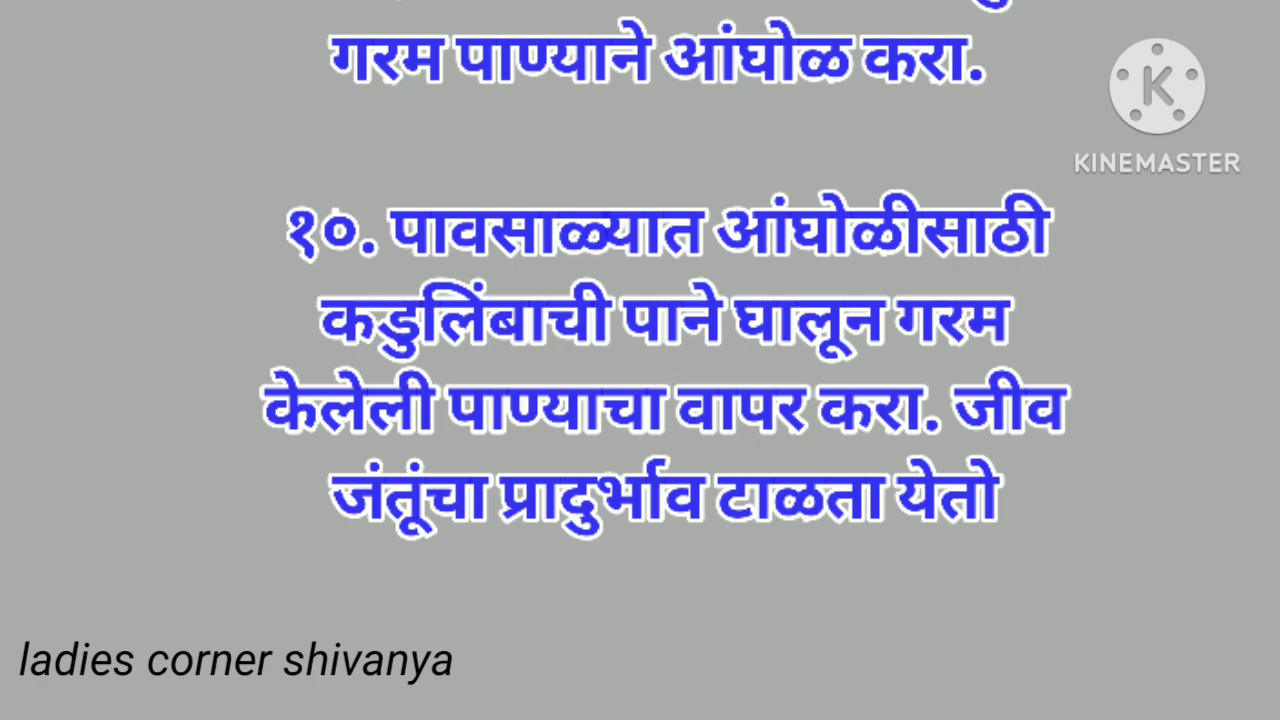 गरम पाण्याने आंघोळ करा.
KINEMASTER
१०. पावसाळ्यात आंघोळीसाठी
कडुलिंबाची पाने घालून गरम
केलेली पाण्याचा वापर करा. जीव
जंतूंचा प्रादुर्भाव टाळता येतो
ladies corner shivanya